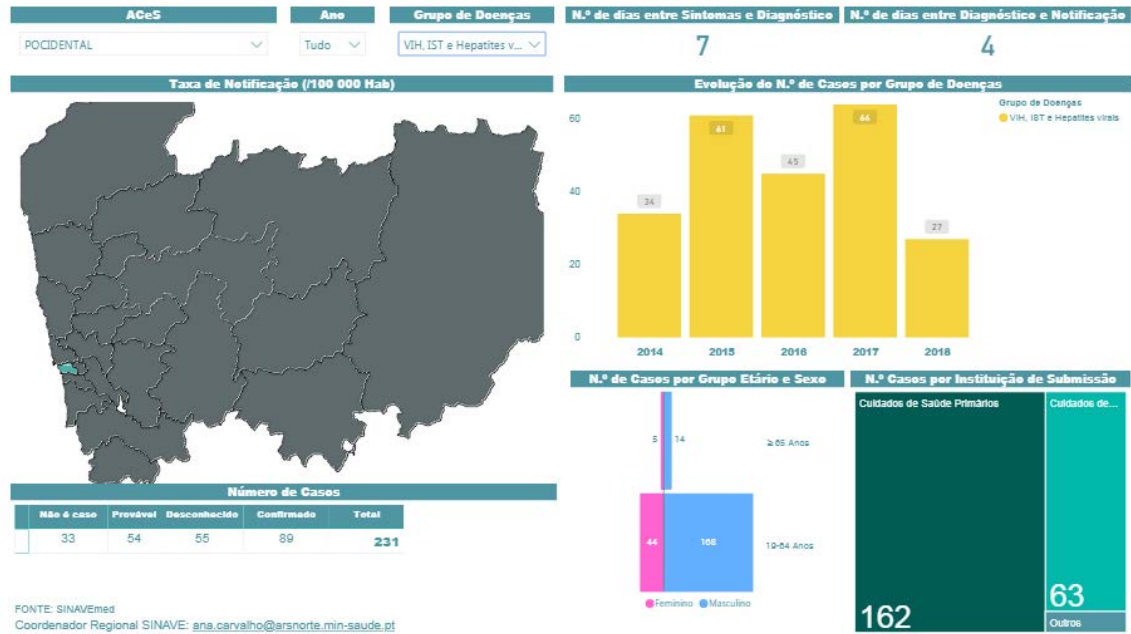 ACeS
Ano
Grupo de Doenças
N.º de dias entre Sintomas e Diagnóstico
N.º de dias entre Diagnóstico e Notificação
POCIDENTAL
Tudo
VIH, IST e Hepatites v...
7
4
Taxa de Notificação (/100 000 Hab)
Evolução do N.º de Casos por Grupo de Doenças
Grupo de Doenças
VIH, IST e Hepatites virais
60
40
20
0
34
61
45
64
27
2014
2015
2016
2017
2018
N.º de Casos por Grupo Etário e Sexo
5
14
≥ 65 Anos
44
168
19-64 Anos
Feminino
Masculino
N.º Casos por Instituição de Submissão
Cuidados de Saúde Primários
Cuidados de...
162
63
Outros
Número de Casos
Não é caso Provável Desconhecido Confirmado Total
33 54 55 89 231
FONTE: SINAVEmed
Coordenador Regional SINAVE: ana.carvalho@arsnorte.min-saude.pt